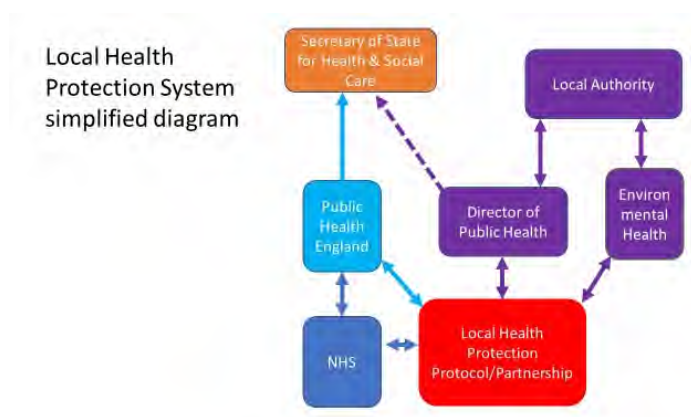 Local Health
Protection System
simplified diagram
Secretary of State
for Health & Social
Care
Local Authority
Public
Health
England
Director of
Public Health
Environ
mental
Health
NHS
Local Health
Protection
Protocol/Partnership